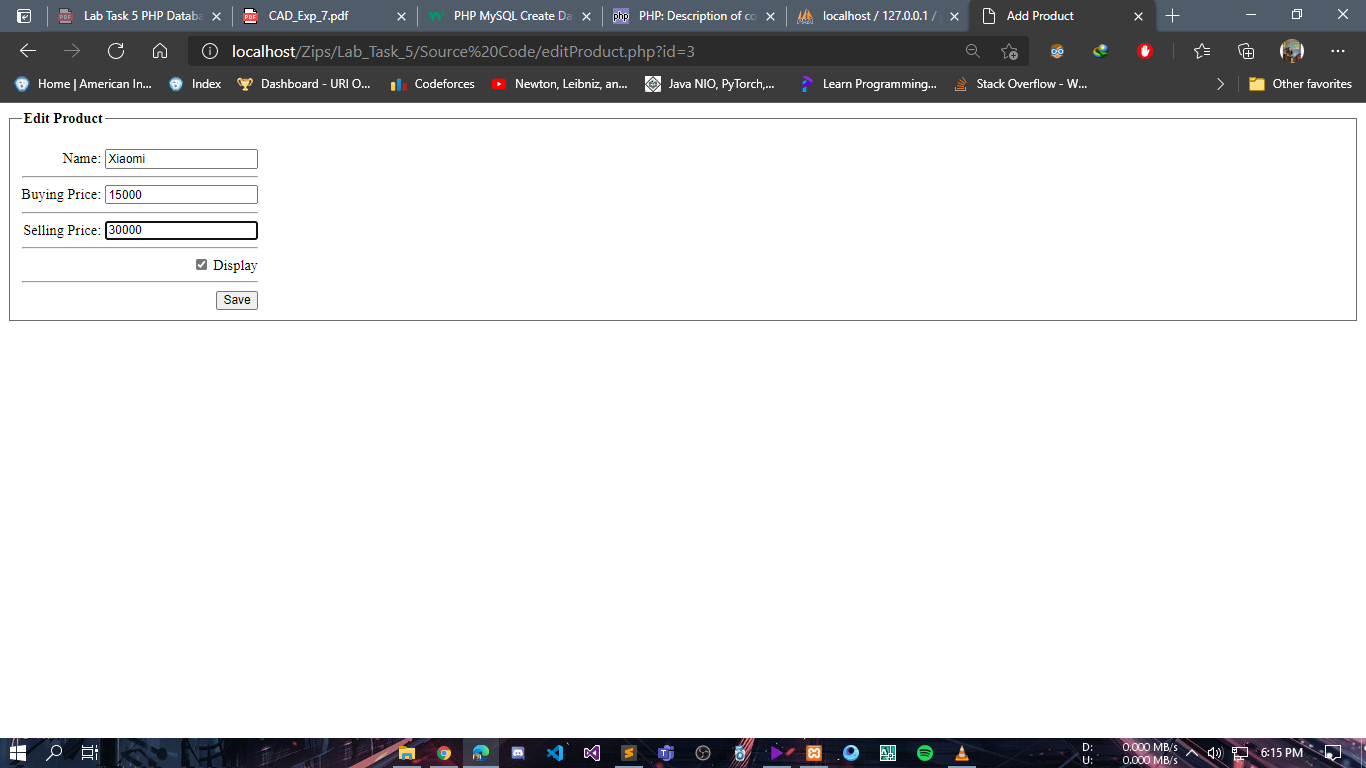 Lab Task 5 PHP Databa
CAD_Exp_7.pdf
PHP MySQL Create Da
PHP: Description of co
localhost / 127.0.0.1 /
Add Product
localhost/Zips/Lab_Task_5/Source%20Code/editProduct.php?id=3
Home | American In...
Index
Dashboard - URI O...
Codeforces
Newton, Leibniz, an...
Java NIO, PyTorch,...
Learn Programming...
Stack Overflow - W...
Other favorites
Edit Product
Name: Xiaomi
Buying Price: 15000
Selling Price: 30000
Display
Save
D: 0.000 MB/s
U: 0.000 MB/s
6:15 PM